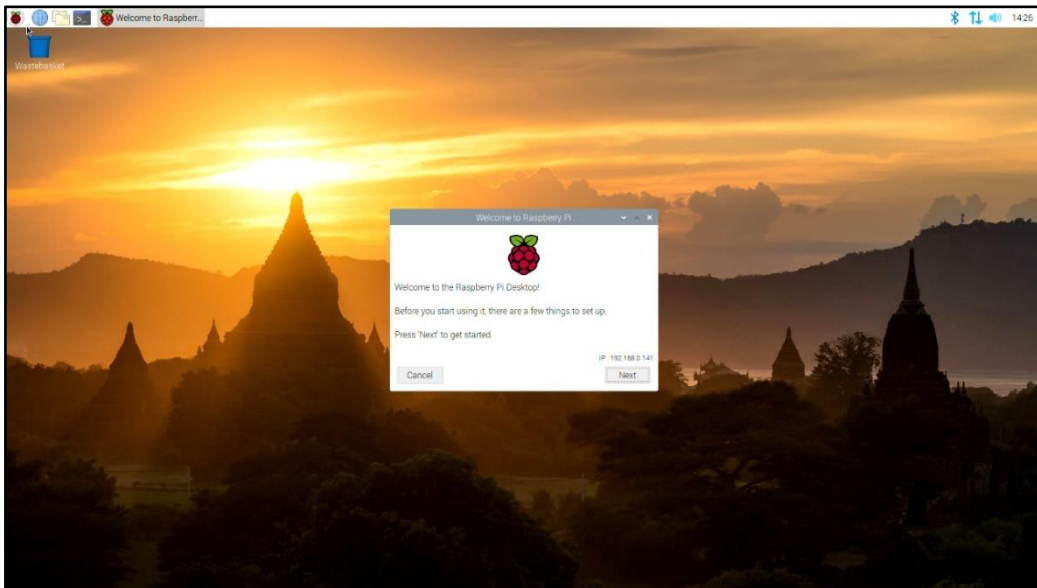 Welcome to Raspberr...
14:26
Wastebasket
Welcome to Raspberry Pi
Welcome to the Raspberry Pi Desktop!
Before you start using it, there are a few things to set up.
Press 'Next' to get started.
IP : 192.168.0.141
Cancel
Next